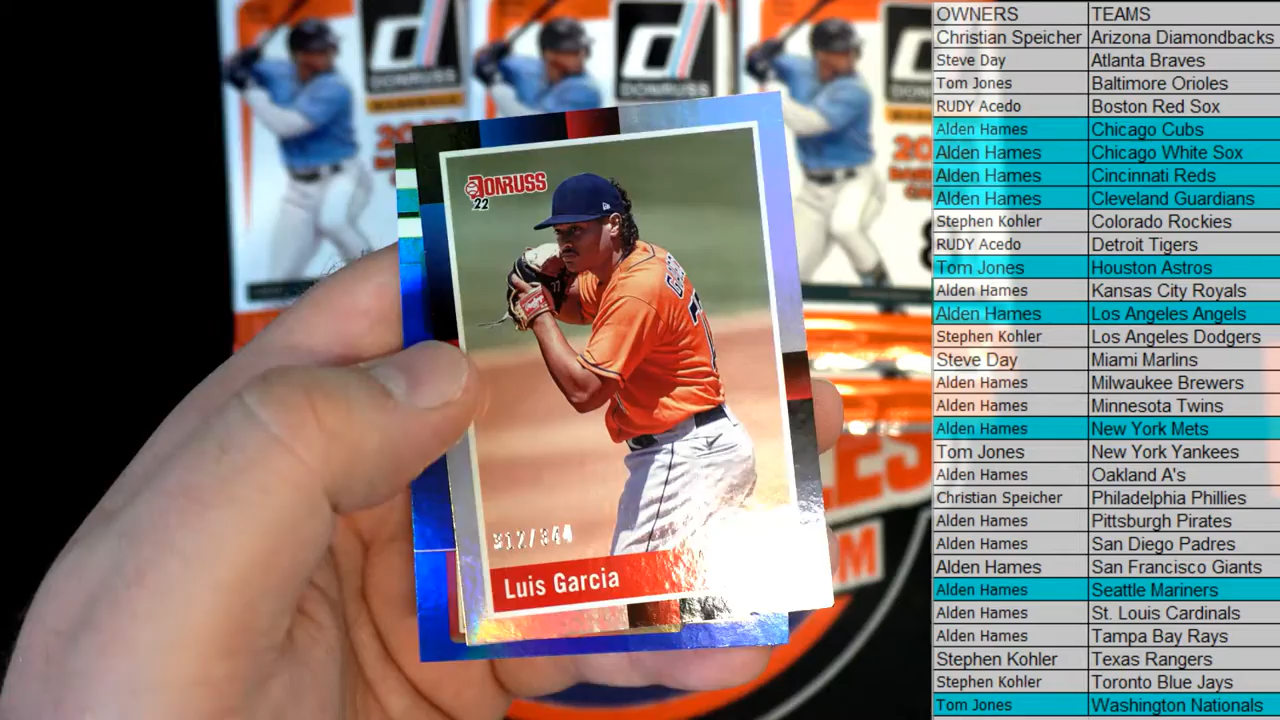 DONRUSS
DONRUSS
DONRUSS
22
312/344
Luis Garcia
OWNERS TEAMS
Christian Speicher Arizona Diamondbacks
Steve Day Atlanta Braves
Tom Jones Baltimore Orioles
RUDY Acedo Boston Red Sox
Alden Hames Chicago Cubs
Alden Hames Chicago White Sox
Alden Hames Cincinnati Reds
Alden Hames Cleveland Guardians
Stephen Kohler Colorado Rockies
RUDY Acedo Detroit Tigers
Tom Jones Houston Astros
Alden Hames Kansas City Royals
Alden Hames Los Angeles Angels
Stephen Kohler Los Angeles Dodgers
Steve Day Miami Marlins
Alden Hames Milwaukee Brewers
Alden Hames Minnesota Twins
Alden Hames New York Mets
Tom Jones New York Yankees
Alden Hames Oakland A's
Christian Speicher Philadelphia Phillies
Alden Hames Pittsburgh Pirates
Alden Hames San Diego Padres
Alden Hames San Francisco Giants
Alden Hames Seattle Mariners
Alden Hames St. Louis Cardinals
Alden Hames Tampa Bay Rays
Stephen Kohler Texas Rangers
Stephen Kohler Toronto Blue Jays
Tom Jones Washington Nationals